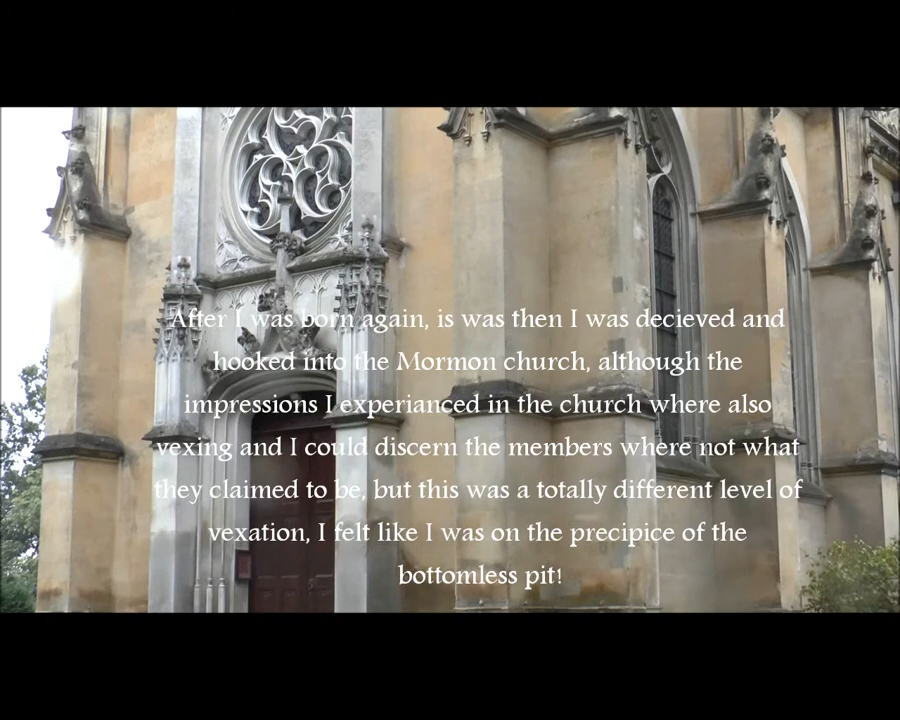 After I was born again, is was then I was decieved and
hooked into the Mormon church, although the
impressions I experianced in the church where also
vexing and I could discern the members where not what
they claimed to be, but this was a totally different level of
vexation, I felt like I was on the precipice of the
bottomless pit!